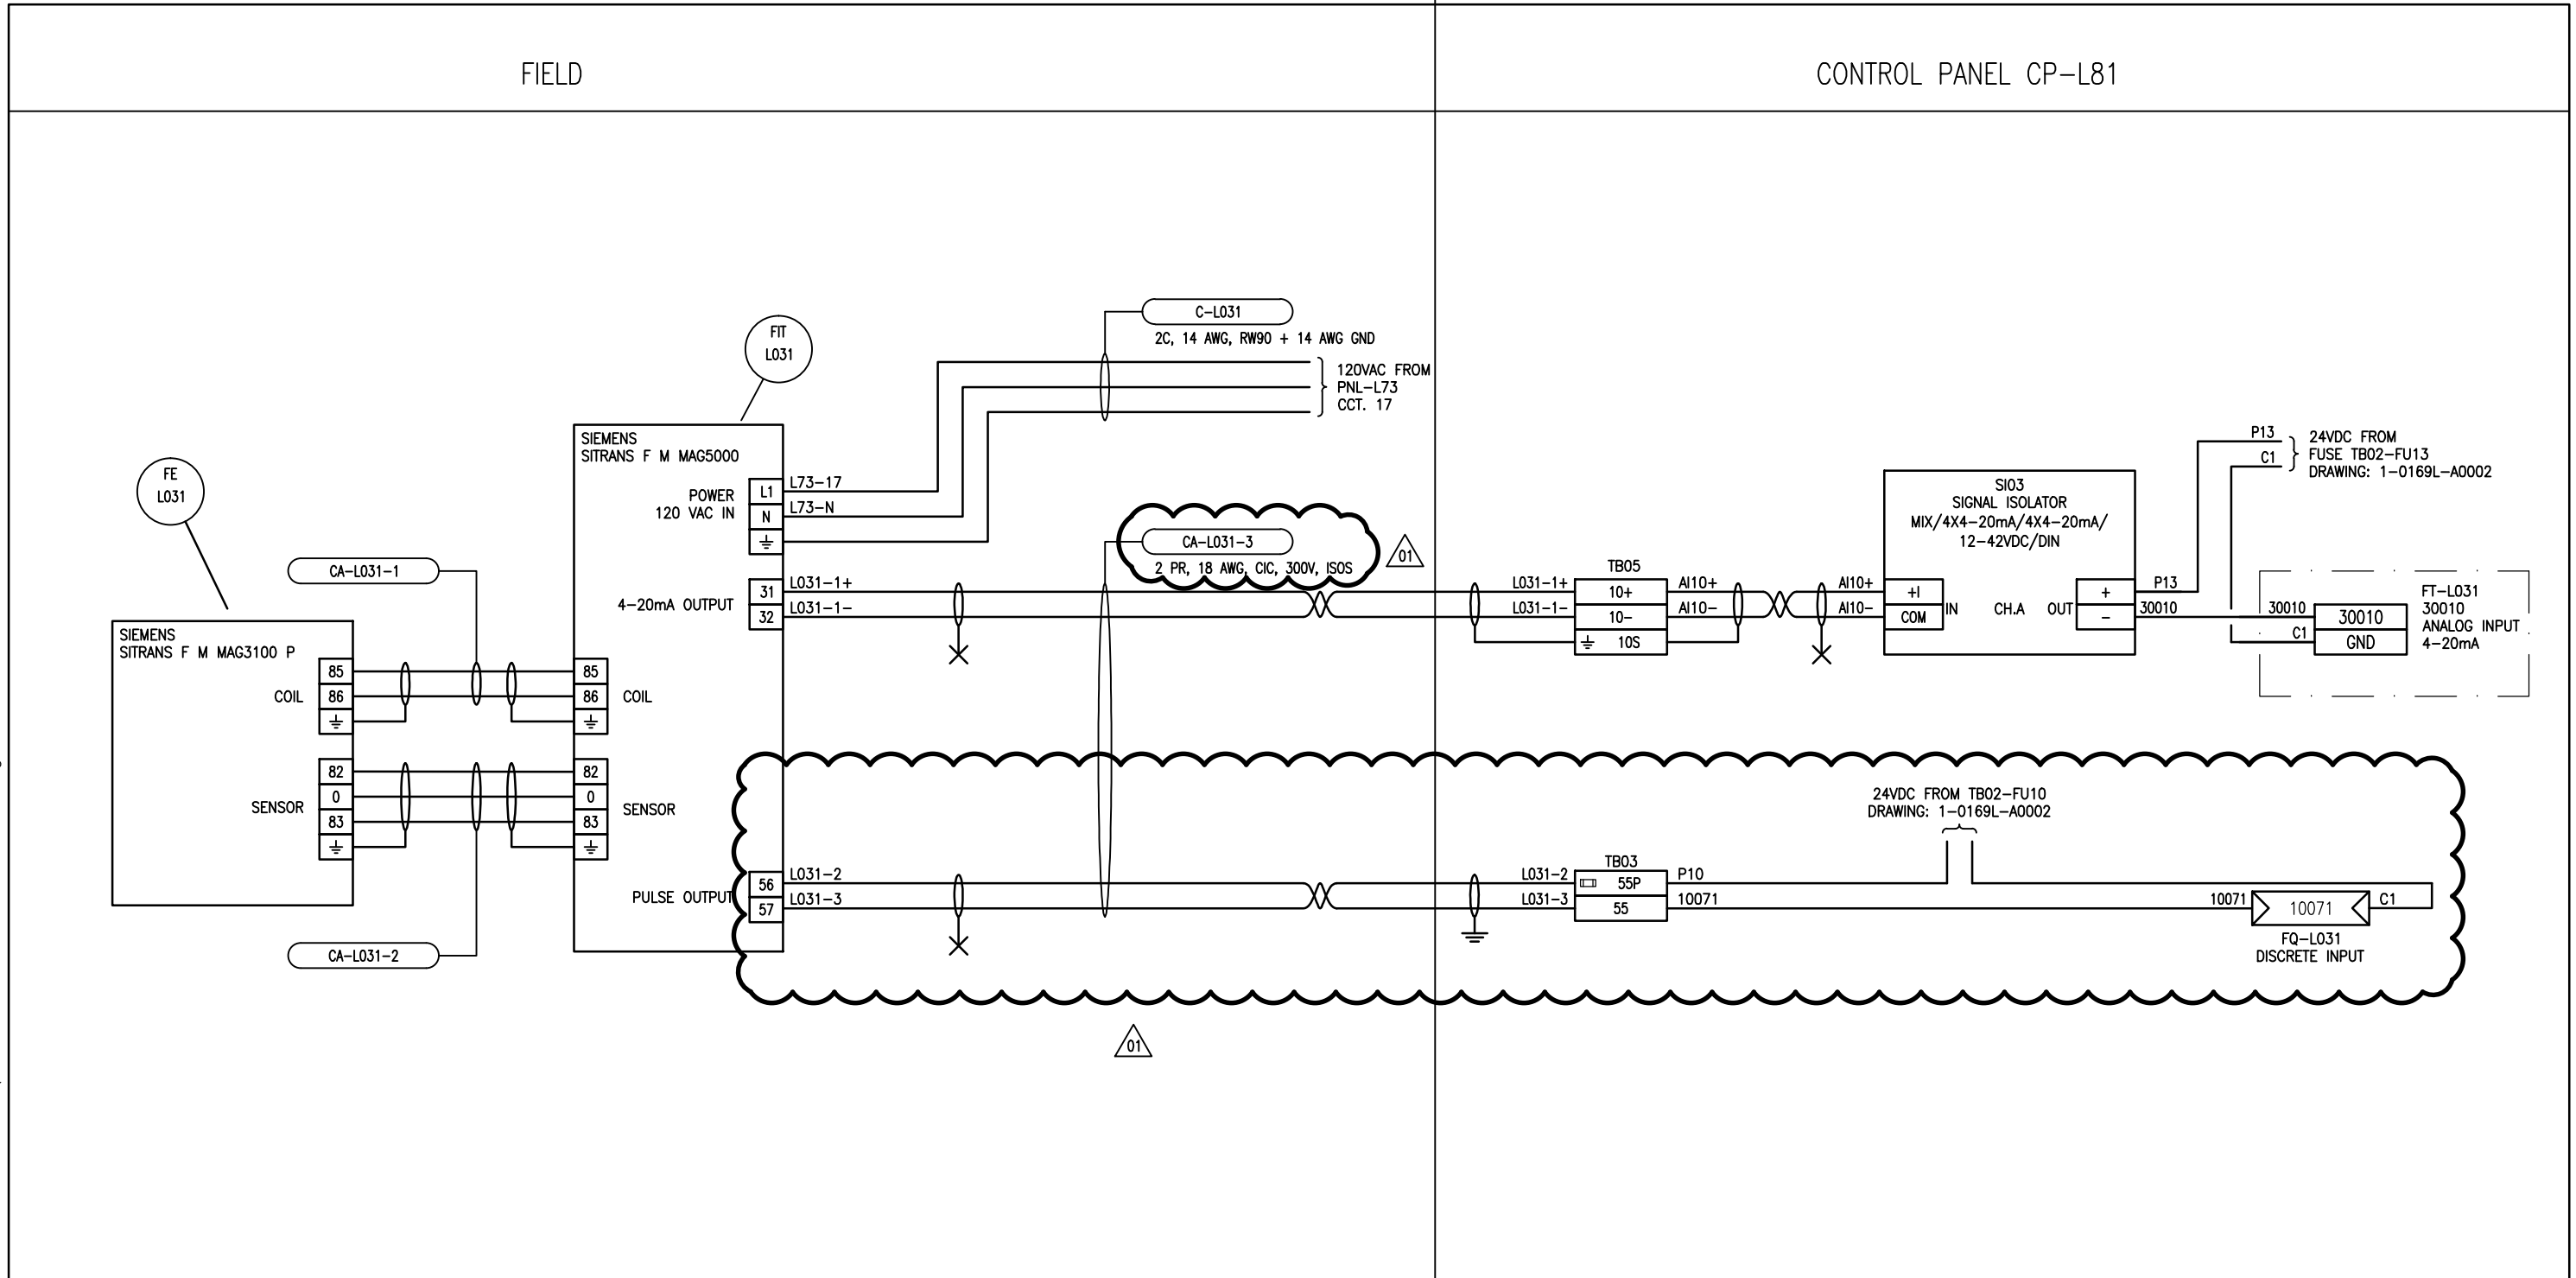 FIELD
CONTROL PANEL CP-L81
FE
L031
SIEMENS
SITRANS F M MAG3100 P
COIL
85
86
SENSOR
82
0
83
CA-L031-1
CA-L031-2
FIT
L031
SIEMENS
SITRANS F M MAG5000
POWER
120 VAC IN
L1
N
L73-17
L73-N
4-20mA OUTPUT
31
32
L031-1+
L031-1-
85
86
COIL
82
0
83
SENSOR
PULSE OUTPUT
56
57
L031-2
L031-3
C-L031
2C, 14 AWG, RW90 + 14 AWG GND
120VAC FROM
PNL-L73
CCT. 17
CA-L031-3
2 PR, 18 AWG, CIC, 300V, ISOS
01
01
TB05
L031-1+
L031-1-
10+
10-
10S
AI10+
AI10-
AI10+
AI10-
SI03
SIGNAL ISOLATOR
MIX/4X4-20mA/4X4-20mA/
12-42VDC/DIN
+I
COM
IN
CH.A
OUT
+
-
P13
30010
P13
C1
24VDC FROM
FUSE TB02-FU13
DRAWING: 1-0169L-A0002
30010
C1
30010
GND
FT-L031
30010
ANALOG INPUT
4-20mA
24VDC FROM TB02-FU10
DRAWING: 1-0169L-A0002
TB03
L031-2
L031-3
55P
55
P10
10071
10071
10071
C1
FQ-L031
DISCRETE INPUT